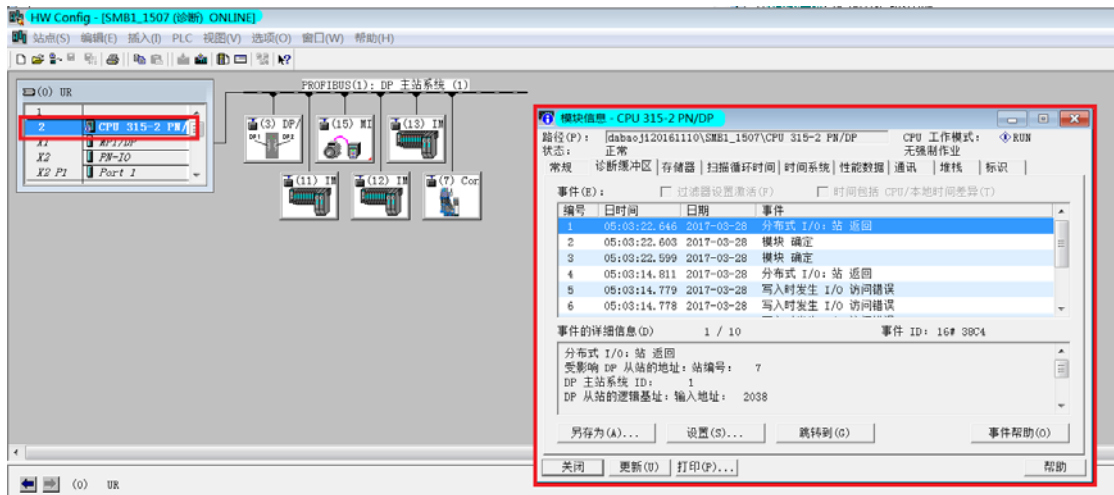 HW Config - [SMB1_1507 (诊断) ONLINE]
站点(S) 编辑(E) 插入(I) PLC 视图(V) 选项(O) 窗口(W) 帮助(H)
(0) UR
1
2 CPU 315-2 PN/
X1 MPI/DP
X2 PN-IO
X2 P1 Port 1
PROFIBUS(1): DP 主站系统 (1)
(3) DP/
DP1 DP2
(15) MI
(13) IM
(11) IM
(12) IM
(7) Cor
模块信息 - CPU 315-2 PN/DP
路径(P): dabaoj120161110\SMB1_1507\CPU 315-2 PN/DP CPU 工作模式: RUN
状态: 正常 无强制作业
常规 诊断缓冲区 存储器 扫描循环时间 时间系统 性能数据 通讯 堆栈 标识
事件(E): 过滤器设置激活(F) 时间包括 CPU/本地时间差异(T)
编号 日时间 日期 事件
1 05:03:22.646 2017-03-28 分布式 I/O: 站 返回
2 05:03:22.603 2017-03-28 模块 确定
3 05:03:22.599 2017-03-28 模块 确定
4 05:03:14.811 2017-03-28 分布式 I/O: 站 返回
5 05:03:14.779 2017-03-28 写入时发生 I/O 访问错误
6 05:03:14.778 2017-03-28 写入时发生 I/O 访问错误
事件的详细信息(D) 1 / 10 事件 ID: 16# 38C4
分布式 I/O: 站 返回
受影响 DP 从站的地址: 站编号: 7
DP 主站系统 ID: 1
DP 从站的逻辑基址: 输入地址: 2038
另存为(A)... 设置(S)... 跳转到(G) 事件帮助(O)
关闭 更新(U) 打印(P)... 帮助
(0) UR